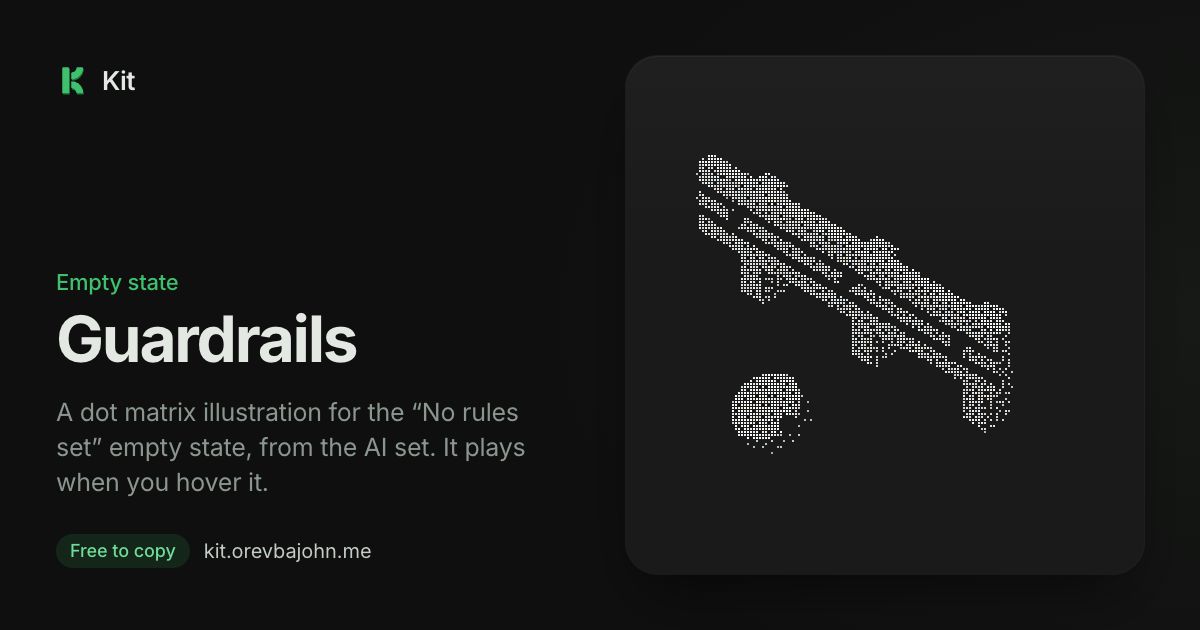 Kit
Empty state
Guardrails
A dot matrix illustration for the “No rules
set” empty state, from the AI set. It plays
when you hover it.
Free to copy
kit.orevbajohn.me